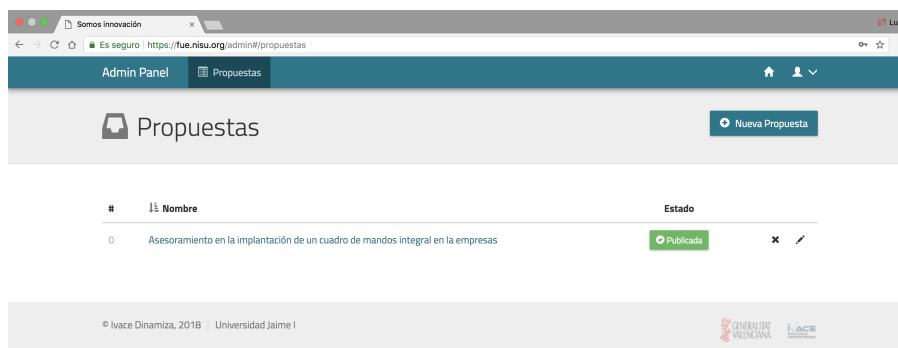 Somos innovación
Lu
Es seguro https://fue.nisu.org/admin#/propuestas
Admin Panel Propuestas
Propuestas
Nueva Propuesta
# Nombre Estado
0 Asesoramiento en la implantación de un cuadro de mandos integral en la empresas Publicada
© Ivace Dinamiza, 2018 | Universidad Jaime I
GENERALITAT
VALENCIANA
IVACE